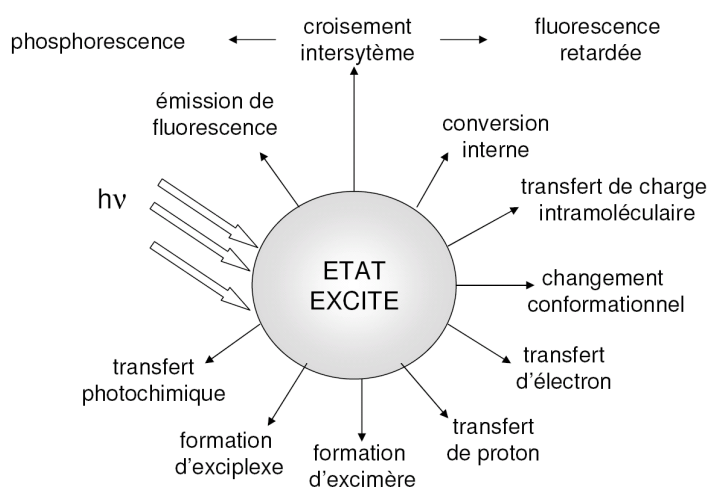 phosphorescence
croisement
intersytème
fluorescence
retardée
émission de
fluorescence
conversion
interne
hν
transfert de charge
intramoléculaire
ETAT
EXCITE
changement
conformationnel
transfert
photochimique
transfert
d'électron
formation
d'exciplexe
formation
d'excimère
transfert
de proton